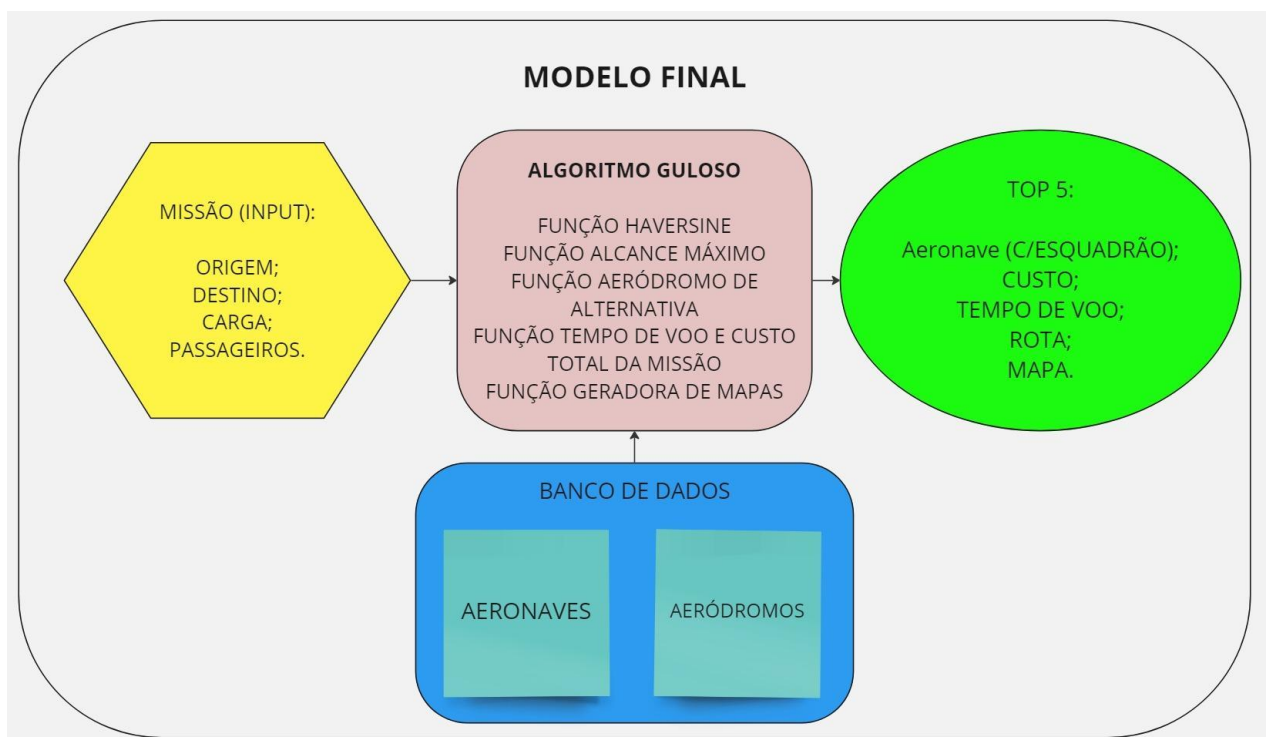 MODELO FINAL
MISSÃO (INPUT):
ORIGEM;
DESTINO;
CARGA;
PASSAGEIROS.
ALGORITMO GULOSO
FUNÇÃO HAVERSINE
FUNÇÃO ALCANCE MÁXIMO
FUNÇÃO AERÓDROMO DE
ALTERNATIVA
FUNÇÃO TEMPO DE VOO E CUSTO
TOTAL DA MISSÃO
FUNÇÃO GERADORA DE MAPAS
TOP 5:
Aeronave (C/ESQUADRÃO);
CUSTO;
TEMPO DE VOO;
ROTA;
MAPA.
BANCO DE DADOS
AERONAVES
AERÓDROMOS